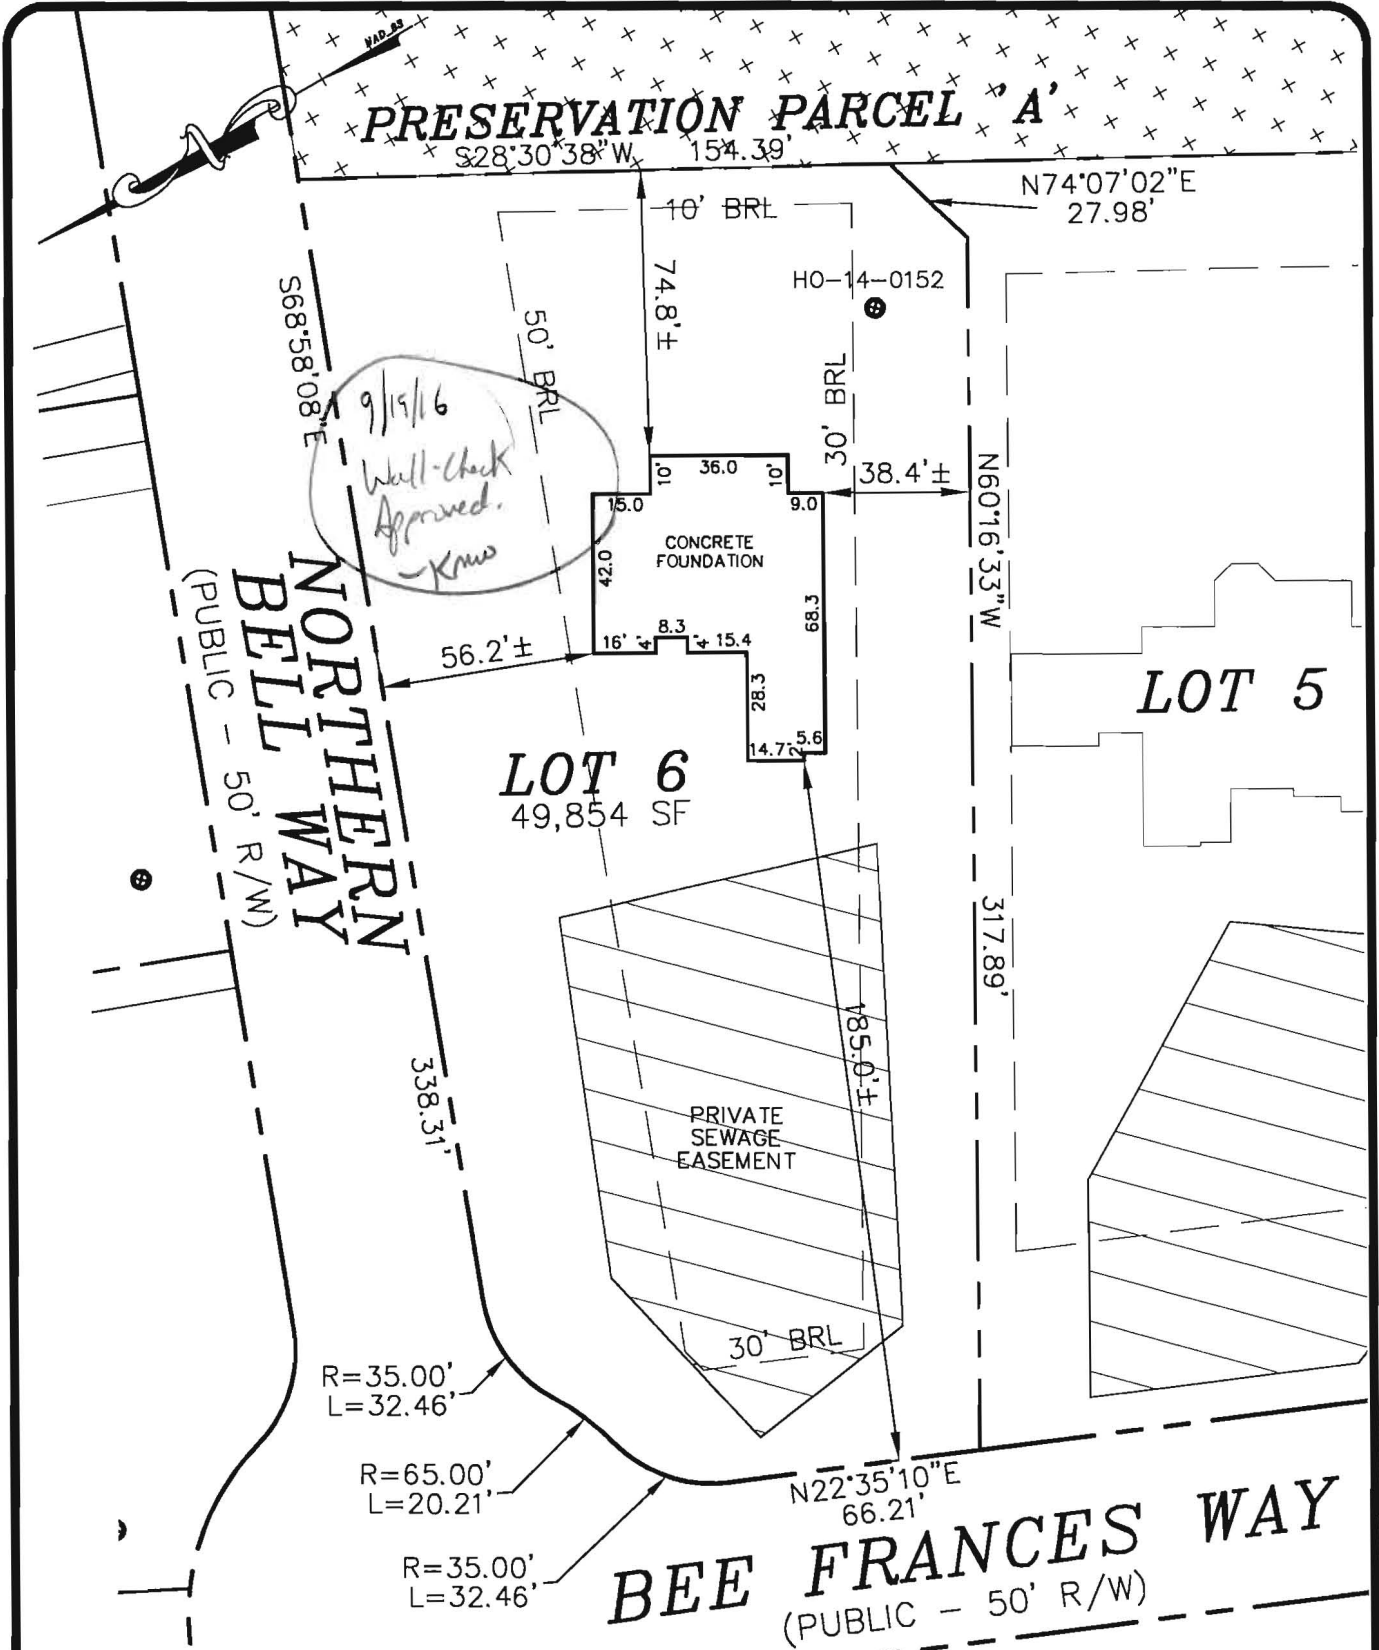 NAD 83
N
PRESERVATION PARCEL 'A'
S28°30'38"W 154.39'
N74°07'02"E
27.98'
10' BRL
HO-14-0152
74.8'±
S68°58'08"E
50' BRL
30' BRL
9/19/16
Wall-Check
Approved.
36.0
10'
10'
38.4'±
15.0
9.0
N60°16'33"W
CONCRETE
FOUNDATION
42.0
68.3
8.3
16'
4'
4'
15.4
56.2'±
28.3
5.6
14.7
2'
NORTHERN
BELL WAY
(PUBLIC - 50' R/W)
LOT 5
LOT 6
49,854 SF
317.89'
185.0'±
338.31'
PRIVATE
SEWAGE
EASEMENT
30' BRL
R=35.00'
L=32.46'
R=65.00'
L=20.21'
R=35.00'
L=32.46'
N22°35'10"E
66.21'
BEE FRANCES WAY
(PUBLIC - 50' R/W)